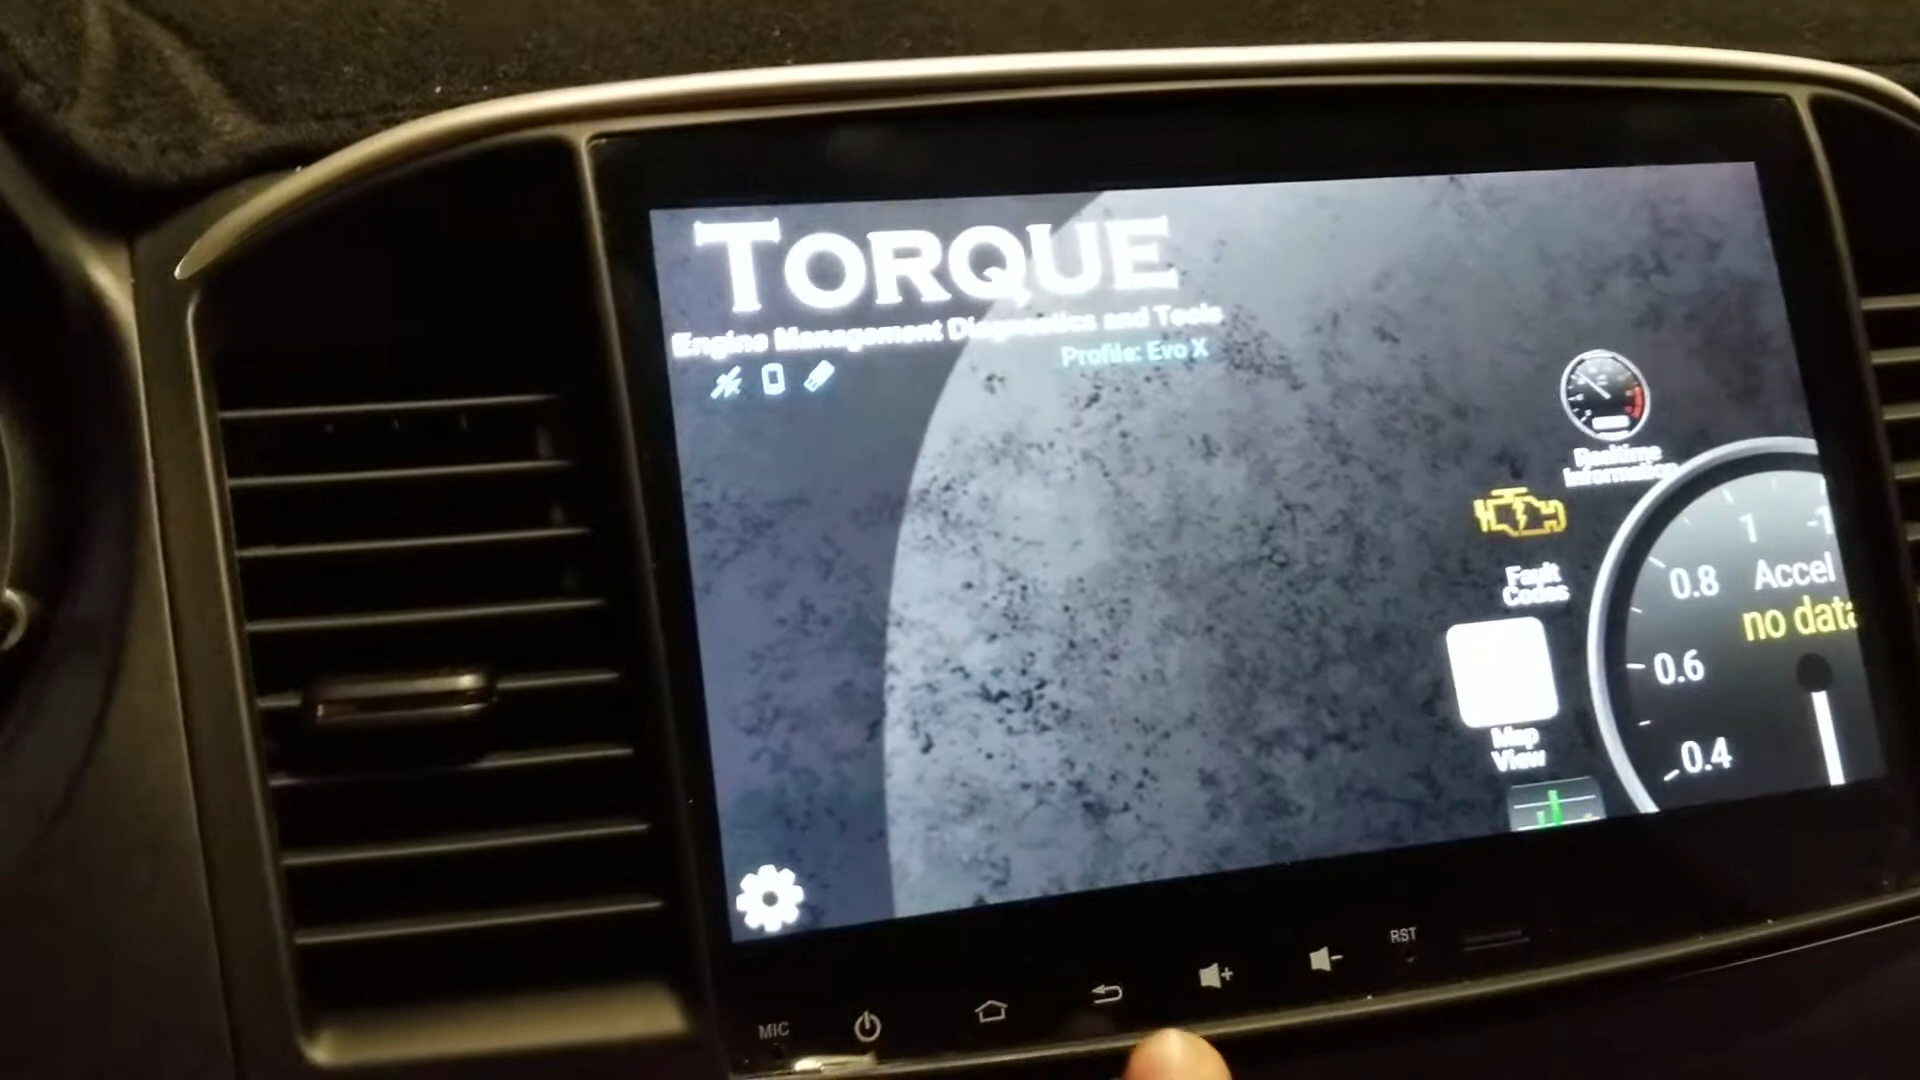 TORQUE
Engine Management Diagnostics and Tools
Profile: Evo X
Realtime
Information
Fault
Codes
Map
View
1
-1
0.8
Accel
no data
0.6
0.4
MIC
RST